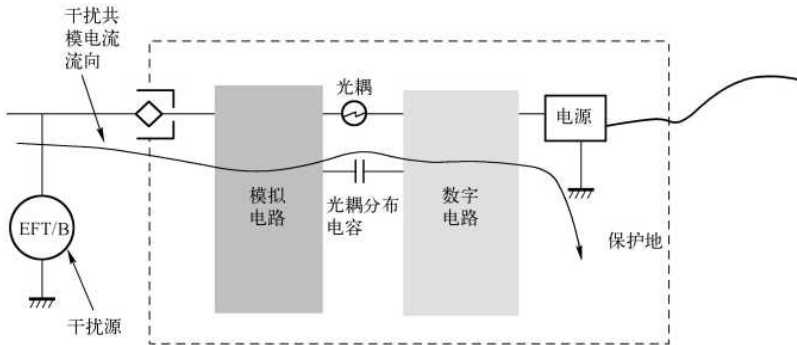 干扰共
模电流
流向
光耦
电源
模拟
电路
光耦分布
电容
数字
电路
EFT/B
保护地
干扰源